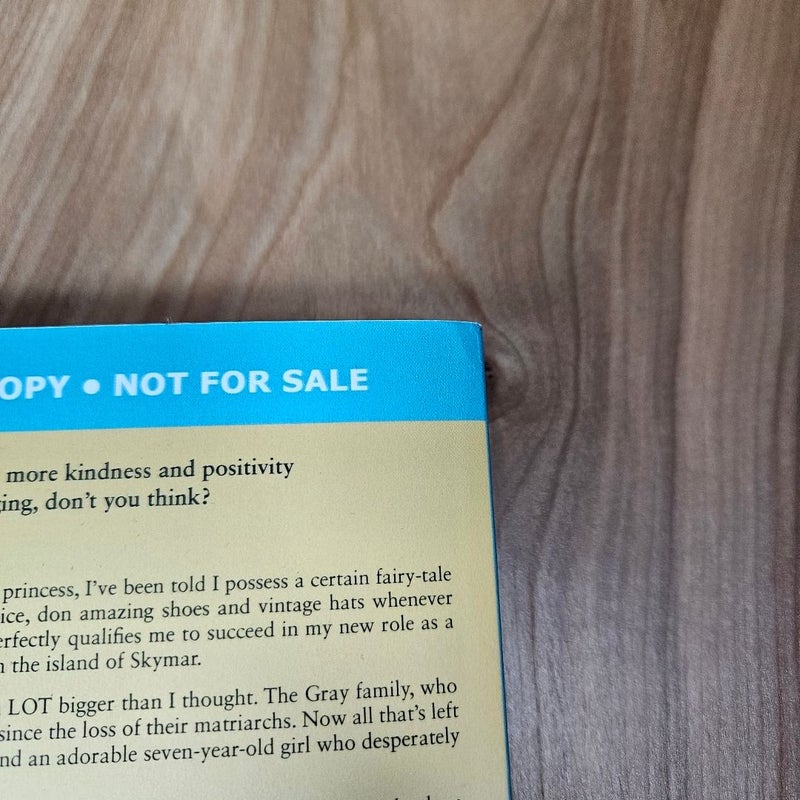 OPY • NOT FOR SALE
more kindness and positivity
ing, don't you think?
princess, I've been told I possess a certain fairy-tale
ice, don amazing shoes and vintage hats whenever
erfectly qualifies me to succeed in my new role as a
n the island of Skymar.
LOT bigger than I thought. The Gray family, who
since the loss of their matriarchs. Now all that's left
nd an adorable seven-year-old girl who desperately